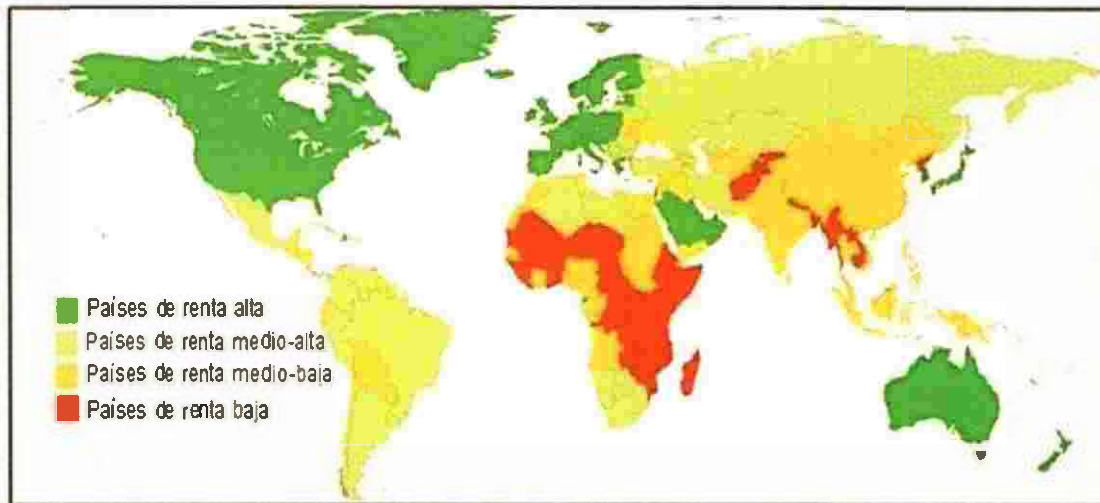 Países de renta alta
Países de renta medio-alta
Países de renta medio-baja
Países de renta baja